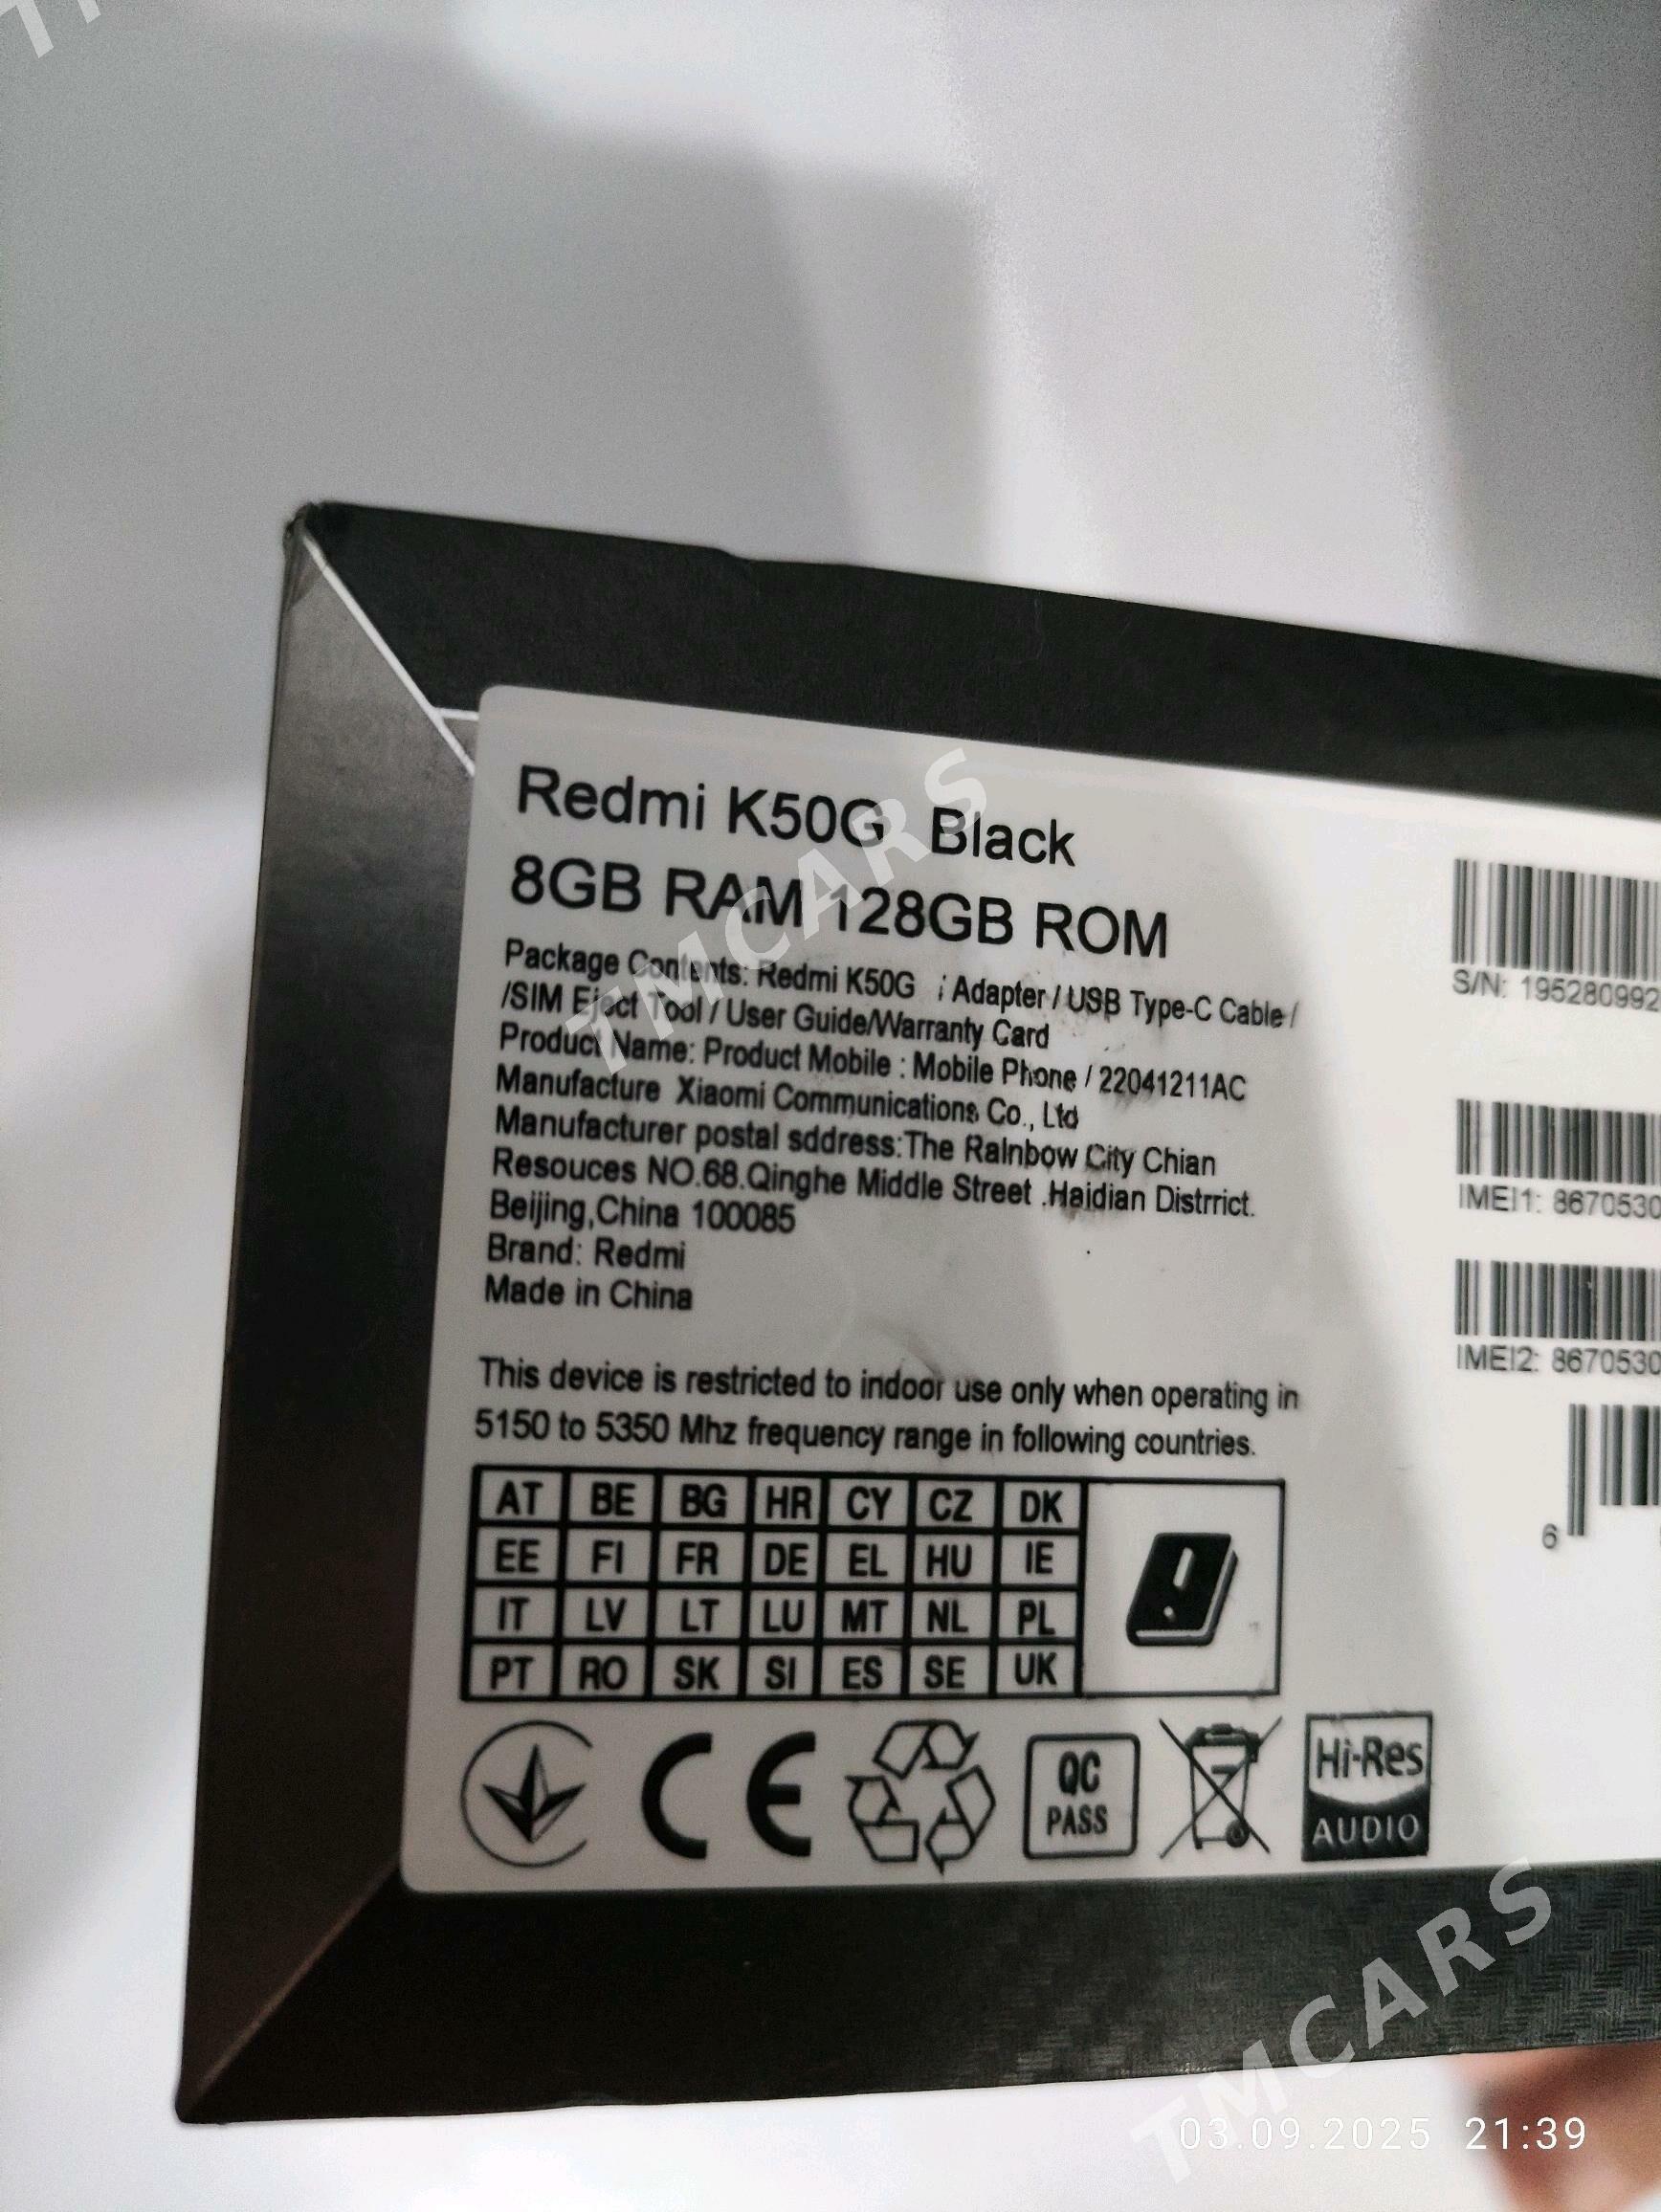 Redmi K50G Black
8GB RAM 128GB ROM
Package Contents: Redmi K50G ; Adapter / USB Type-C Cable /
/SIM Eject Tool / User Guide/Warranty Card
Product Name: Product Mobile : Mobile Phone / 22041211AC
Manufacture Xiaomi Communications Co., Ltd
Manufacturer postal sddress:The Ralnbow City Chian
Resouces NO.68.Qinghe Middle Street .Haidian Distrrict.
Beijing,China 100085
Brand: Redmi
Made in China
This device is restricted to indoor use only when operating in
5150 to 5350 Mhz frequency range in following countries.
AT BE BG HR CY CZ DK
EE FI FR DE EL HU IE
IT LV LT LU MT NL PL
PT RO SK SI ES SE UK
CE
QC
PASS
Hi-Res
AUDIO
S/N: 195280992
IMEI1: 8670530
IMEI2: 8670530
6
TMCARS
TMCARS
03.09.2025 21:39